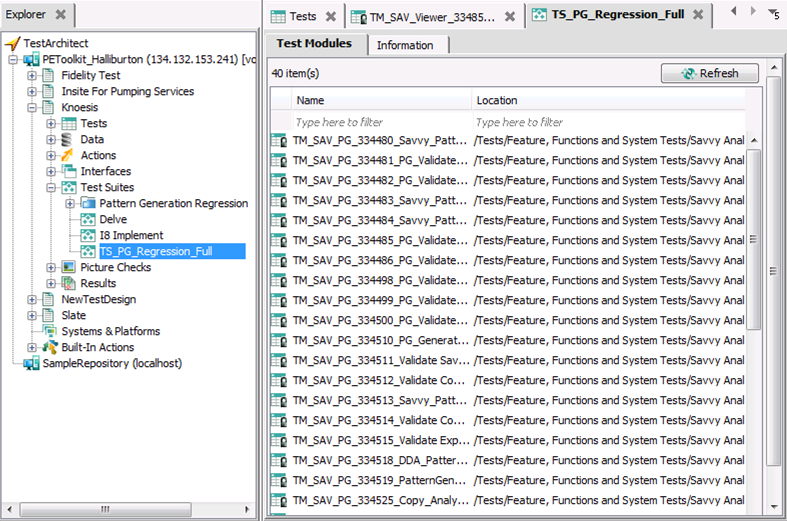 Explorer
TestArchitect
PEToolkit_Halliburton (134.132.153.241) [vo
Fidelity Test
Insite For Pumping Services
Knoesis
Tests
Data
Actions
Interfaces
Test Suites
Pattern Generation Regression
Delve
I8 Implement
TS_PG_Regression_Full
Picture Checks
Results
NewTestDesign
Slate
Systems & Platforms
Built-In Actions
SampleRepository (localhost)
Tests TM_SAV_Viewer_33485... TS_PG_Regression_Full 5
Test Modules Information
40 item(s) Refresh
Name Location
Type here to filter Type here to filter
TM_SAV_PG_334480_Savvy_Patt... /Tests/Feature, Functions and System Tests/Savvy Anal
TM_SAV_PG_334481_PG_Validate... /Tests/Feature, Functions and System Tests/Savvy Anal
TM_SAV_PG_334482_PG_Validate... /Tests/Feature, Functions and System Tests/Savvy Anal
TM_SAV_PG_334483_Savvy_Patt... /Tests/Feature, Functions and System Tests/Savvy Anal
TM_SAV_PG_334484_Savvy_Patt... /Tests/Feature, Functions and System Tests/Savvy Anal
TM_SAV_PG_334485_PG_Validate... /Tests/Feature, Functions and System Tests/Savvy Anal
TM_SAV_PG_334486_PG_Validate... /Tests/Feature, Functions and System Tests/Savvy Anal
TM_SAV_PG_334498_PG_Validate... /Tests/Feature, Functions and System Tests/Savvy Anal
TM_SAV_PG_334499_PG_Validate... /Tests/Feature, Functions and System Tests/Savvy Anal
TM_SAV_PG_334500_PG_Validate... /Tests/Feature, Functions and System Tests/Savvy Anal
TM_SAV_PG_334510_PG_Generat... /Tests/Feature, Functions and System Tests/Savvy Anal
TM_SAV_PG_334511_Validate Sav... /Tests/Feature, Functions and System Tests/Savvy Anal
TM_SAV_PG_334512_Validate Co... /Tests/Feature, Functions and System Tests/Savvy Anal
TM_SAV_PG_334513_Savvy_Patt... /Tests/Feature, Functions and System Tests/Savvy Anal
TM_SAV_PG_334514_Validate Co... /Tests/Feature, Functions and System Tests/Savvy Anal
TM_SAV_PG_334515_Validate Exp... /Tests/Feature, Functions and System Tests/Savvy Anal
TM_SAV_PG_334518_DDA_Patter... /Tests/Feature, Functions and System Tests/Savvy Anal
TM_SAV_PG_334519_PatternGen... /Tests/Feature, Functions and System Tests/Savvy Anal
TM_SAV_PG_334525_Copy_Analy... /Tests/Feature, Functions and System Tests/Savvy Anal